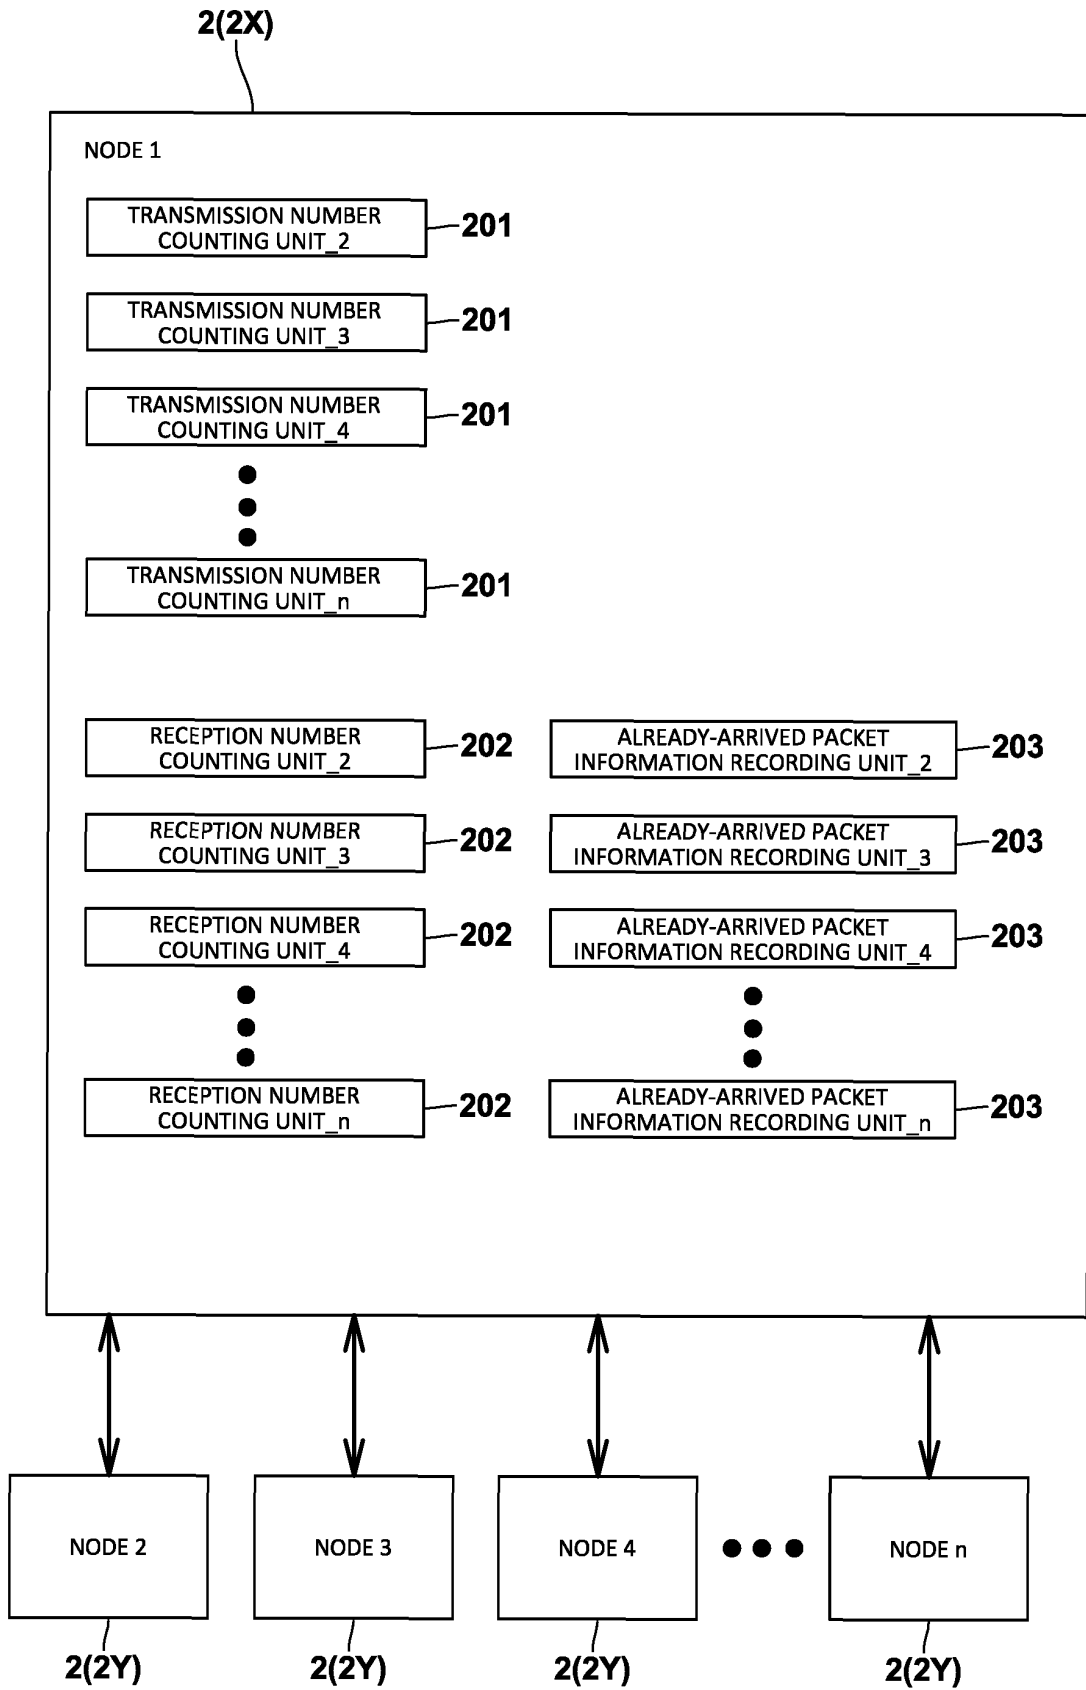 2(2X)
NODE 1
TRANSMISSION NUMBER
COUNTING UNIT_2
201
TRANSMISSION NUMBER
COUNTING UNIT_3
201
TRANSMISSION NUMBER
COUNTING UNIT_4
201
TRANSMISSION NUMBER
COUNTING UNIT_n
201
RECEPTION NUMBER
COUNTING UNIT_2
202
ALREADY-ARRIVED PACKET
INFORMATION RECORDING UNIT_2
203
RECEPTION NUMBER
COUNTING UNIT_3
202
ALREADY-ARRIVED PACKET
INFORMATION RECORDING UNIT_3
203
RECEPTION NUMBER
COUNTING UNIT_4
202
ALREADY-ARRIVED PACKET
INFORMATION RECORDING UNIT_4
203
RECEPTION NUMBER
COUNTING UNIT_n
202
ALREADY-ARRIVED PACKET
INFORMATION RECORDING UNIT_n
203
NODE 2
NODE 3
NODE 4
NODE n
2(2Y)
2(2Y)
2(2Y)
2(2Y)